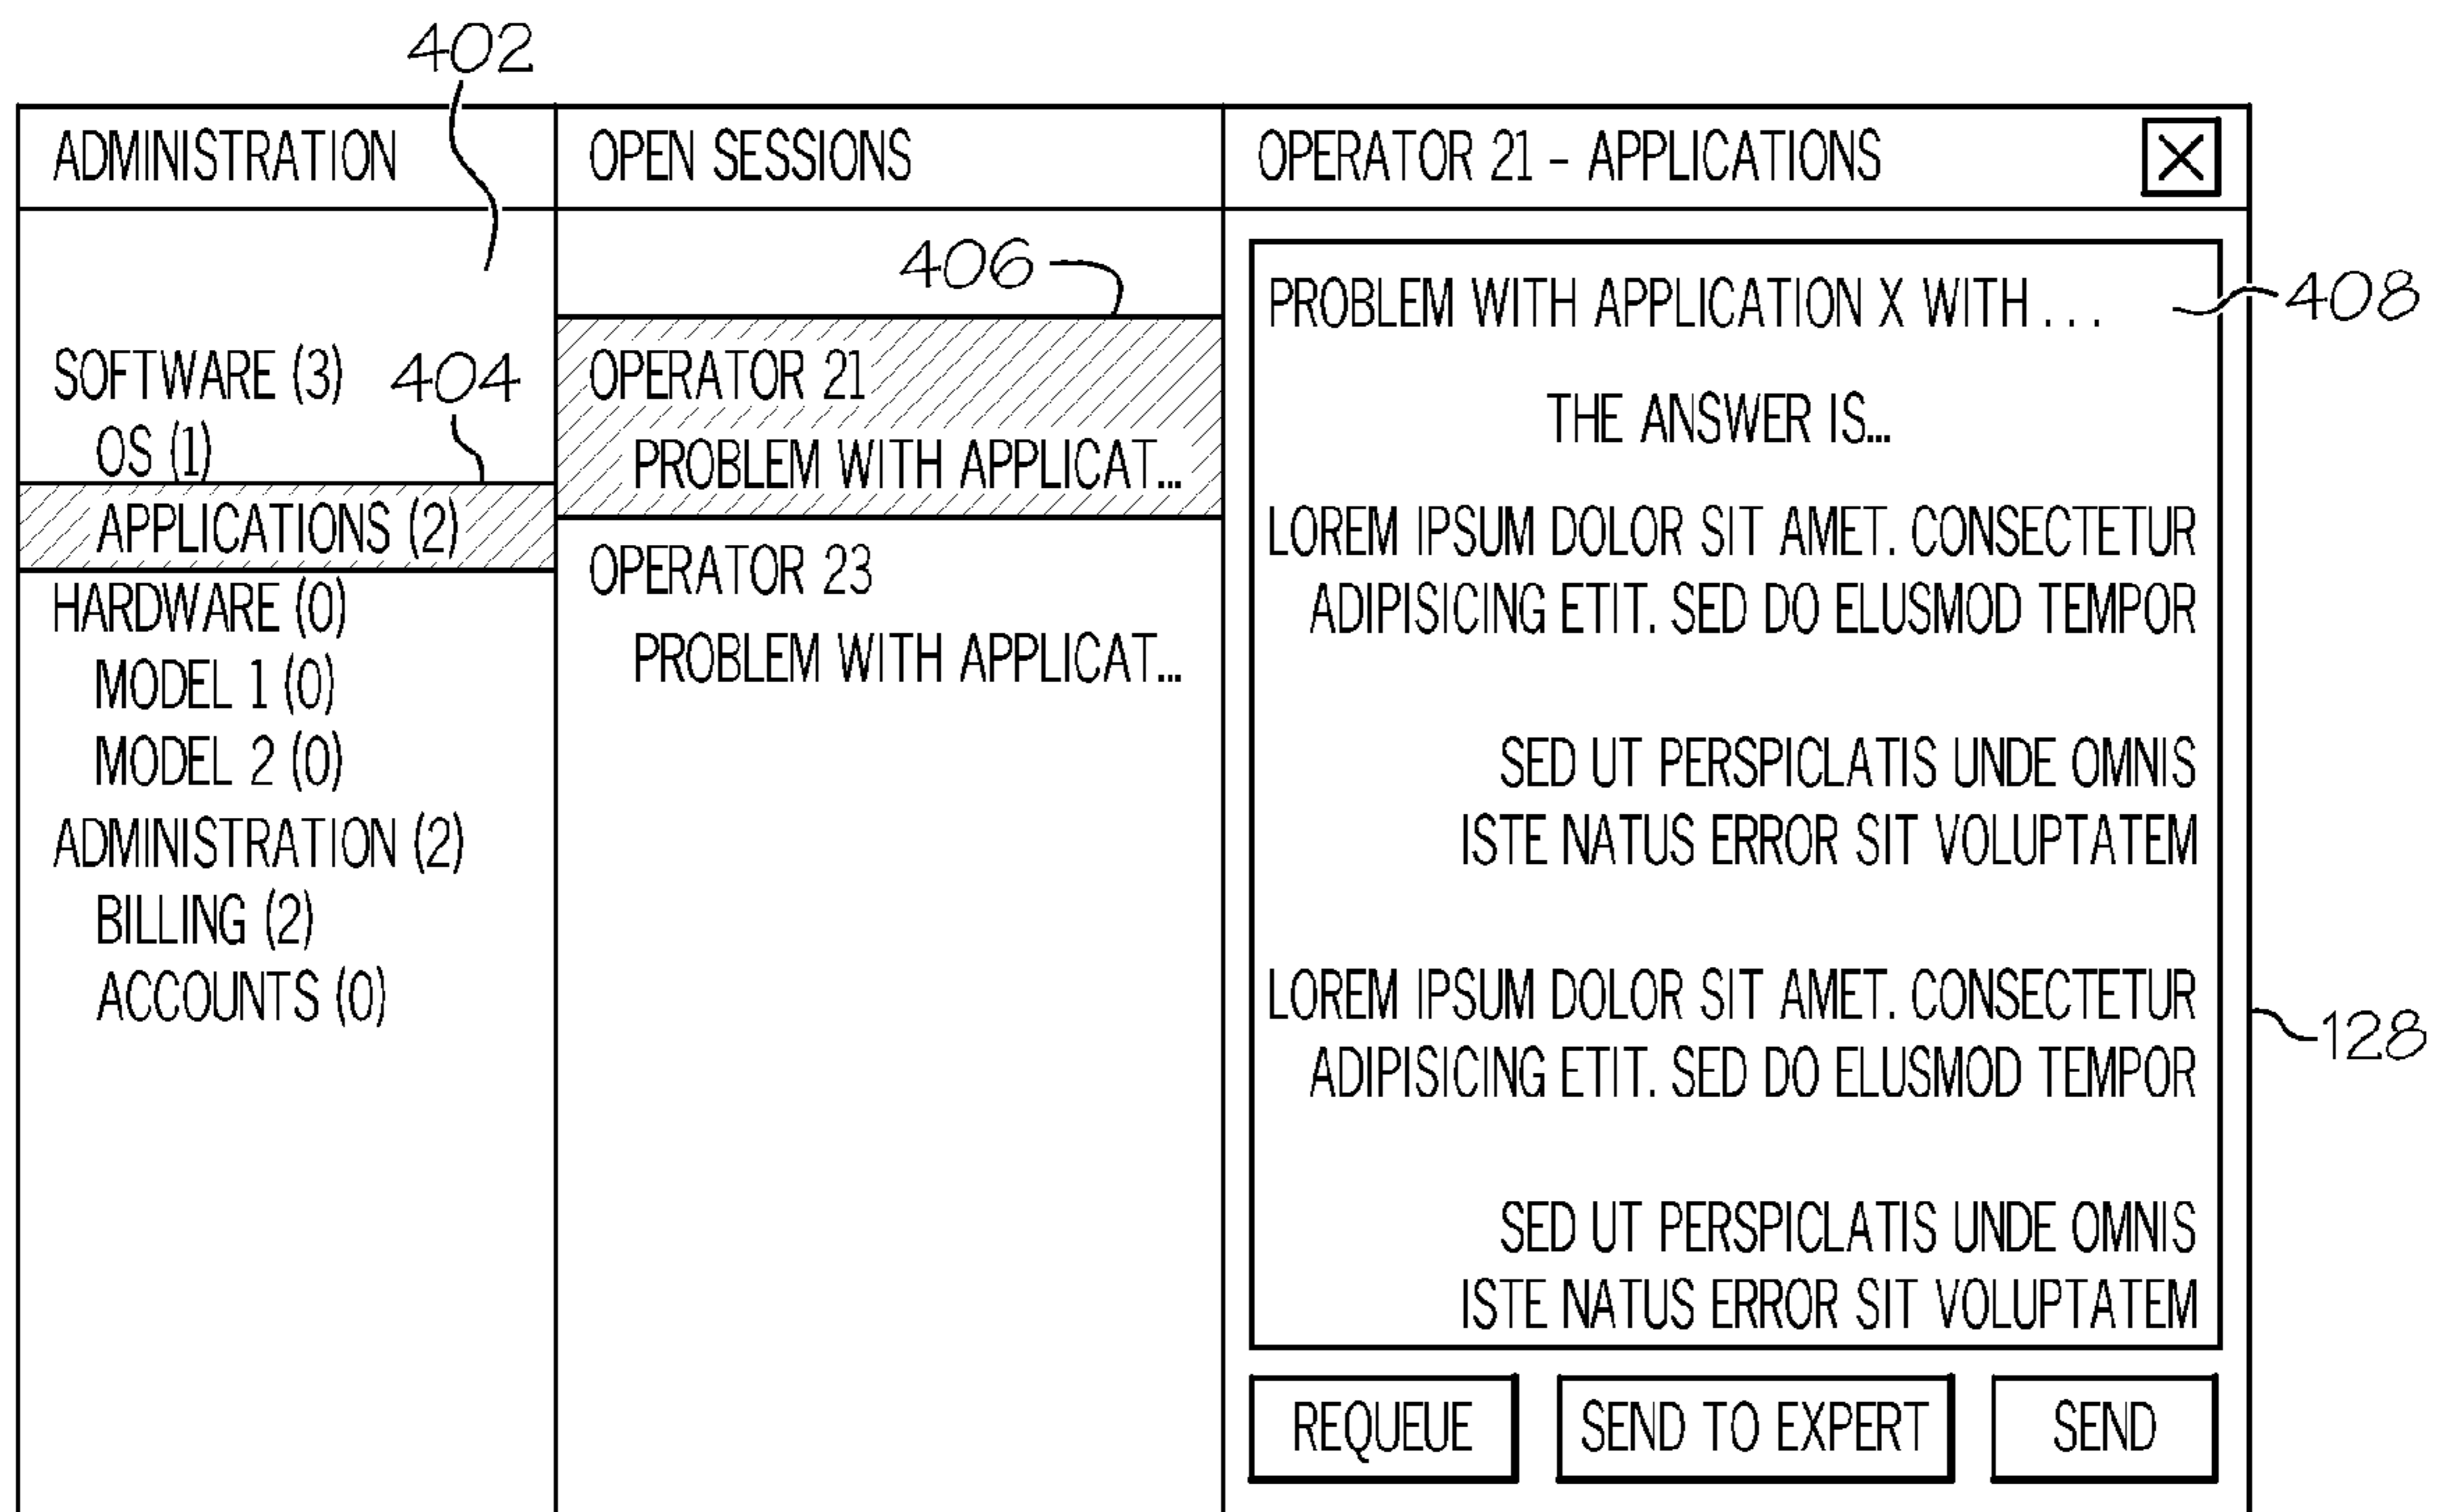 402
ADMINISTRATION
OPEN SESSIONS
OPERATOR 21 – APPLICATIONS
SOFTWARE (3)
404
OS (1)
APPLICATIONS (2)
HARDWARE (0)
MODEL 1 (0)
MODEL 2 (0)
ADMINISTRATION (2)
BILLING (2)
ACCOUNTS (0)
406
OPERATOR 21
PROBLEM WITH APPLICAT...
OPERATOR 23
PROBLEM WITH APPLICAT...
PROBLEM WITH APPLICATION X WITH . . .
408
THE ANSWER IS...
LOREM IPSUM DOLOR SIT AMET. CONSECTETUR
ADIPISICING ETIT. SED DO ELUSMOD TEMPOR
SED UT PERSPICLATIS UNDE OMNIS
ISTE NATUS ERROR SIT VOLUPTATEM
LOREM IPSUM DOLOR SIT AMET. CONSECTETUR
ADIPISICING ETIT. SED DO ELUSMOD TEMPOR
128
SED UT PERSPICLATIS UNDE OMNIS
ISTE NATUS ERROR SIT VOLUPTATEM
REQUEUE
SEND TO EXPERT
SEND